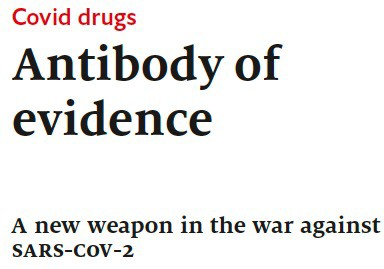 Covid drugs
Antibody of
evidence
A new weapon in the war against
SARS-COV-2